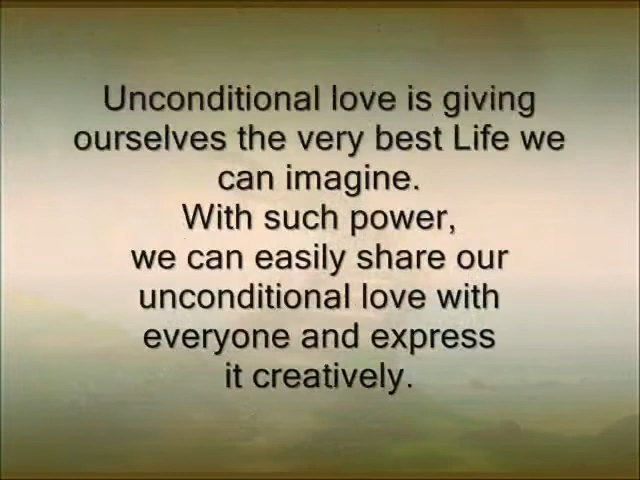 Unconditional love is giving
ourselves the very best Life we
can imagine.
With such power,
we can easily share our
unconditional love with
everyone and express
it creatively.